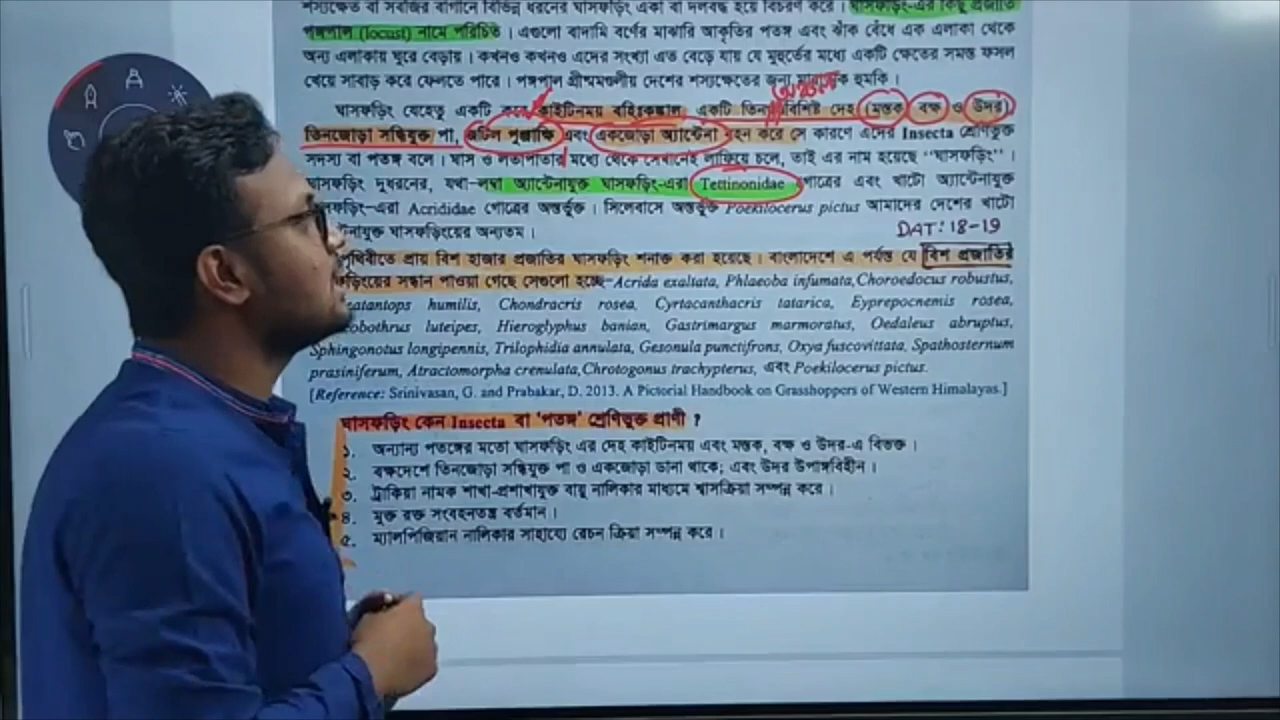 শস্যক্ষেত বা সবজির বাগানে বিভিন্ন ধরনের ঘাসফড়িং একা বা দলবদ্ধ হয়ে বিচরণ করে। ঘাসফড়িং-এর কিছু প্রজাতি
পঙ্গপাল (locust) নামে পরিচিত। এগুলো বাদামি বর্ণের মাঝারি আকৃতির পতঙ্গ এবং ঝাঁক বেঁধে এক এলাকা থেকে
অন্য এলাকায় ঘুরে বেড়ায়। কখনও কখনও এদের সংখ্যা এত বেড়ে যায় যে মুহুর্তের মধ্যে একটি ক্ষেতের সমস্ত ফসল
খেয়ে সাবাড় করে ফেলতে পারে। পঙ্গপাল গ্রীষ্মমণ্ডলীয় দেশের শস্যক্ষেতের জন্য হুমকি।
ঘাসফড়িং যেহেতু একটি করে কাইটিনময় বহিঃকঙ্কাল একটি তিন বিশিষ্ট দেহ (মস্তক বক্ষ ও উদর)
তিনজোড়া সন্ধিযুক্ত পা, জটিল পুঞ্জাক্ষি এবং একজোড়া অ্যান্টেনা বহন করে সে কারণে এদের Insecta শ্রেণিভুক্ত
সদস্য বা পতঙ্গ বলে। ঘাস ও লতাপাতার মধ্যে থেকে সেখানেই লাফিয়ে চলে, তাই এর নাম হয়েছে "ঘাসফড়িং"।
ঘাসফড়িং দুধরনের, যথা-লম্বা অ্যান্টেনাযুক্ত ঘাসফড়িং-এরা Tettinonidae গোত্রের এবং খাটো অ্যান্টেনাযুক্ত
ফড়িং-এরা Acrididae গোত্রের অন্তর্ভুক্ত। সিলেবাসে অন্তর্ভুক্ত Poekilocerus pictus আমাদের দেশের খাটো
ঘাসফড়িংয়ের অন্যতম।
DAT: 18-19
পৃথিবীতে প্রায় বিশ হাজার প্রজাতির ঘাসফড়িং শনাক্ত করা হয়েছে। বাংলাদেশে এ পর্যন্ত যে বিশ প্রজাতির
সন্ধান পাওয়া গেছে সেগুলো হচ্ছে-Acrida exaltata, Phlaeoba infumata, Choroedocus robustus,
humilis, Chondracris rosea, Cyrtacanthacris tatarica, Eyprepocnemis rosea,
luteipes, Hieroglyphus banian, Gastrimargus marmoratus, Oedaleus abruptus,
Sphingonotus longipennis, Trilophidia annulata, Gesonula punctifrons, Oxya fuscovittata, Spathosternum
prasiniferum, Atractomorpha crenulata, Chrotogonus trachypterus, এবং Poekilocerus pictus.
[Reference: Srinivasan, G. and Prabakar, D. 2013. A Pictorial Handbook on Grasshoppers of Western Himalayas.]
ঘাসফড়িং কেন Insecta বা 'পতঙ্গ' শ্রেণিভুক্ত প্রাণী ?
১. অন্যান্য পতঙ্গের মতো ঘাসফড়িং এর দেহ কাইটিনময় এবং মস্তক, বক্ষ ও উদর-এ বিভক্ত।
২. বক্ষদেশে তিনজোড়া সন্ধিযুক্ত পা ও একজোড়া ডানা থাকে; এবং উদর উপাঙ্গবিহীন।
৩. ট্রাকিয়া নামক শাখা-প্রশাখাযুক্ত বায়ু নালিকার মাধ্যমে শ্বাসক্রিয়া সম্পন্ন করে।
৪. মুক্ত রক্ত সংবহনতন্ত্র বর্তমান।
৫. ম্যালপিজিয়ান নালিকার সাহায্যে রেচন ক্রিয়া সম্পন্ন করে।